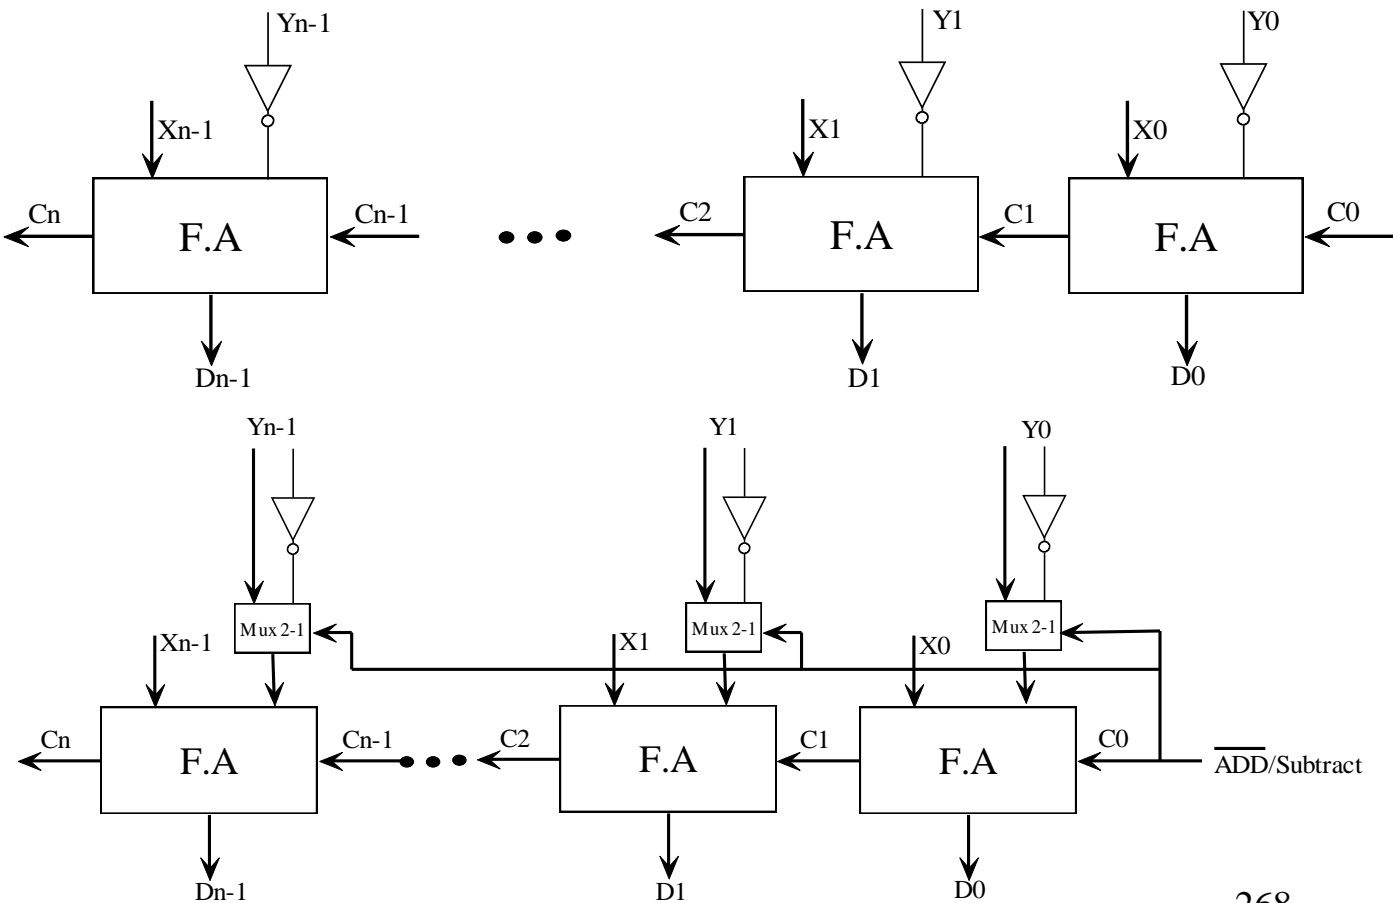 Yn-1
Y1
Y0
Xn-1
X1
X0
Cn
F.A
Cn-1
C2
F.A
C1
F.A
C0
Dn-1
D1
D0
Yn-1
Y1
Y0
Mux 2-1
Mux 2-1
Mux 2-1
Xn-1
X1
X0
Cn
F.A
Cn-1
C2
F.A
C1
F.A
C0
ADD/Subtract
Dn-1
D1
D0
268